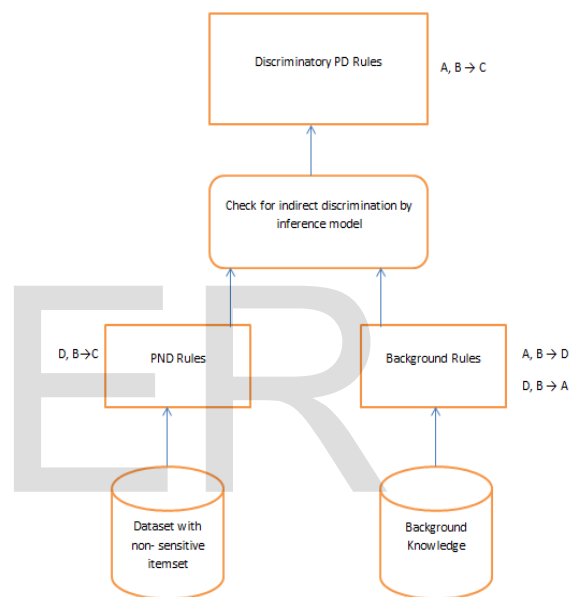 Discriminatory PD Rules
A, B → C
Check for indirect discrimination by
inference model
D, B→C
PND Rules
Background Rules
A, B → D
D, B → A
Dataset with
non- sensitive
itemset
Background
Knowledge
ER